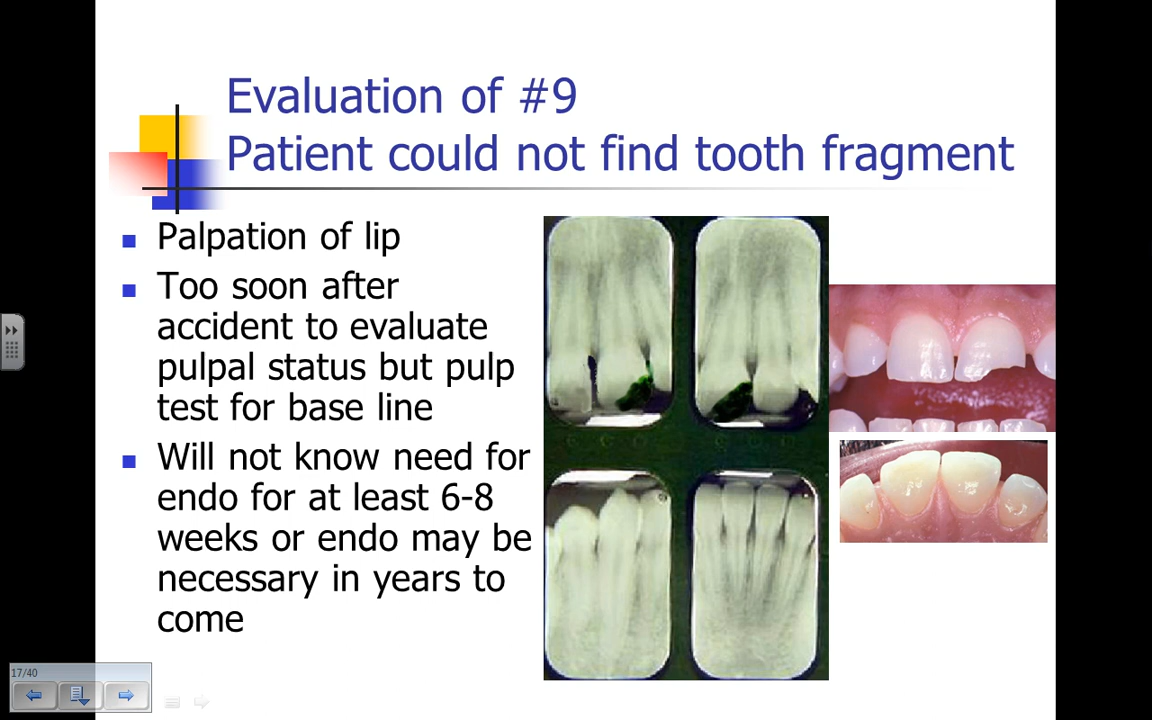 Evaluation of #9
Patient could not find tooth fragment
Palpation of lip
Too soon after
accident to evaluate
pulpal status but pulp
test for base line
Will not know need for
endo for at least 6-8
weeks or endo may be
necessary in years to
come
17/40